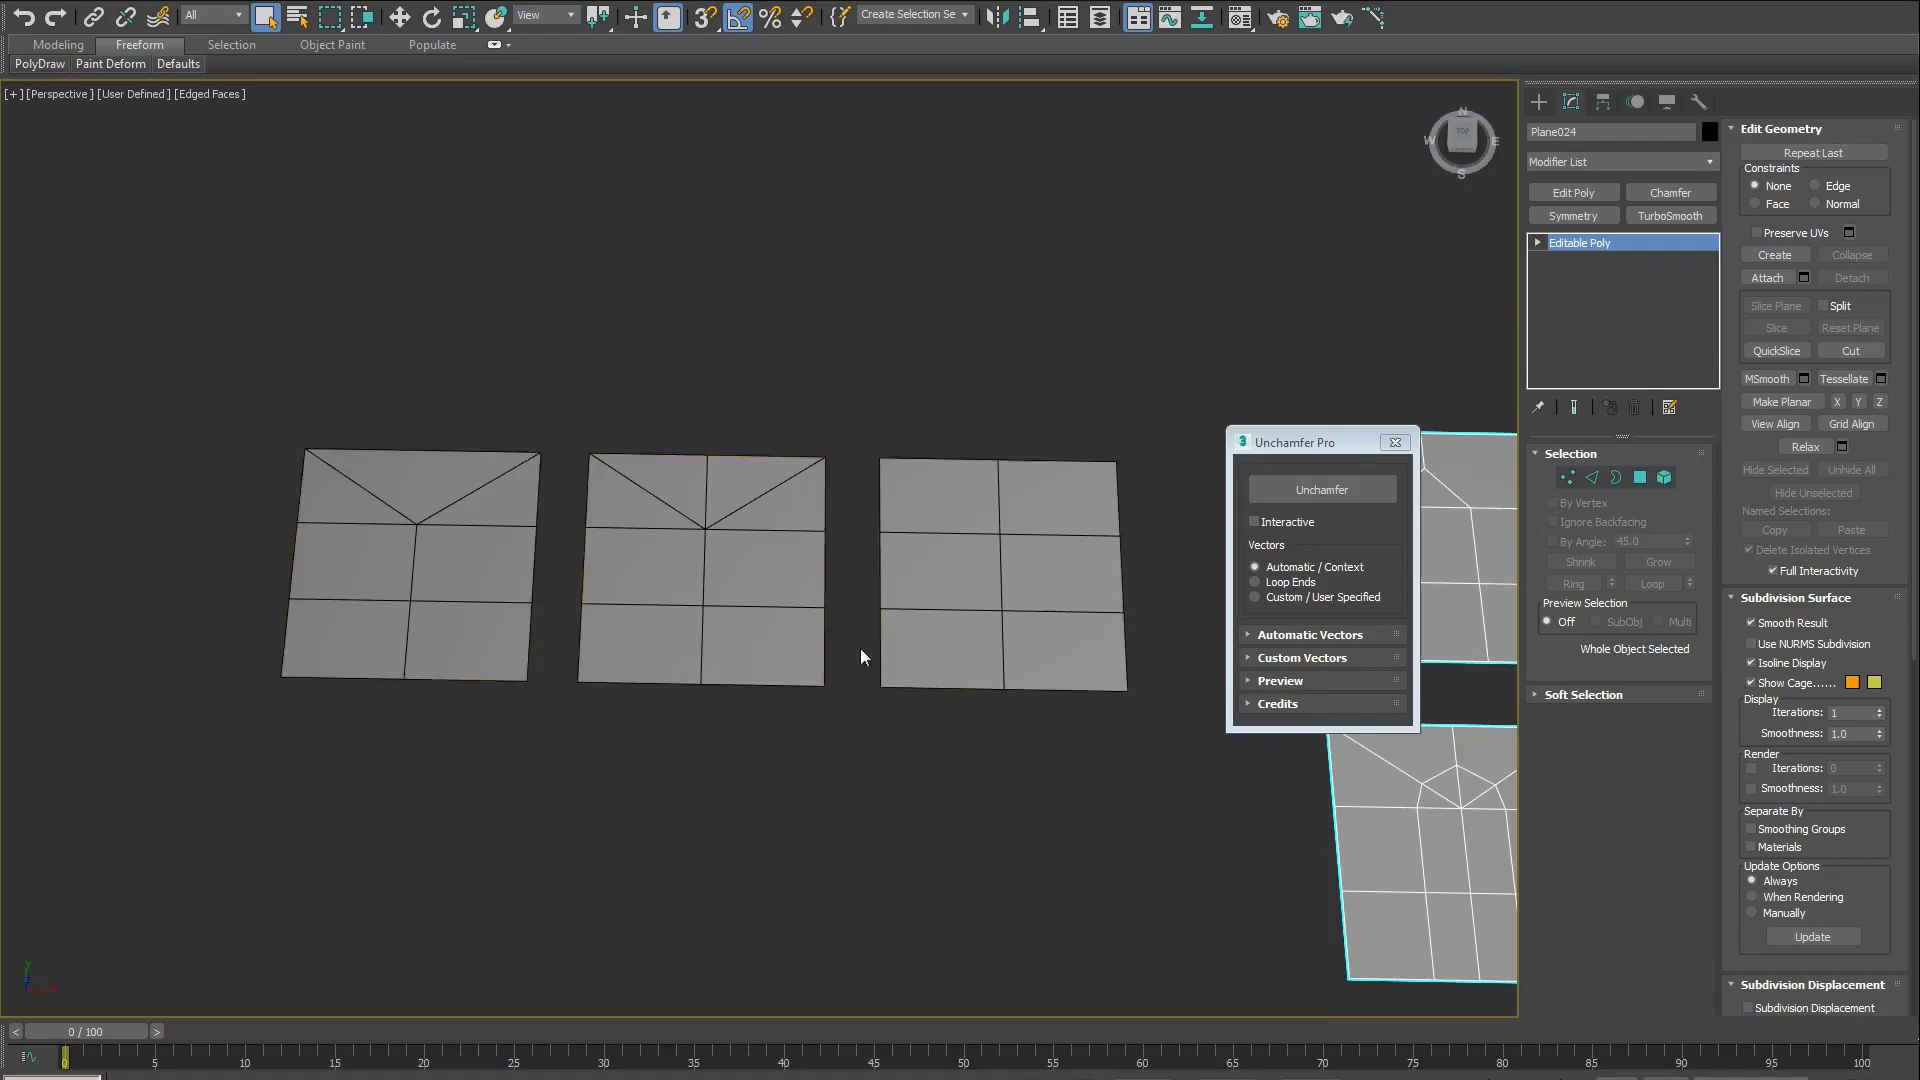 All
View
Create Selection Se
Modeling Freeform Selection Object Paint Populate
PolyDraw Paint Deform Defaults
[+] [Perspective ] [User Defined ] [Edged Faces ]
N
W TOP E
S
Unchamfer Pro
Unchamfer
Interactive
Vectors
Automatic / Context
Loop Ends
Custom / User Specified
Automatic Vectors
Custom Vectors
Preview
Credits
Plane024
Modifier List
Edit Poly Chamfer
Symmetry TurboSmooth
Editable Poly
Selection
By Vertex
Ignore Backfacing
By Angle: 45.0
Shrink Grow
Ring Loop
Preview Selection
Off SubObj Multi
Whole Object Selected
Soft Selection
Edit Geometry
Repeat Last
Constraints
None Edge
Face Normal
Preserve UVs
Create Collapse
Attach Detach
Slice Plane Split
Slice Reset Plane
QuickSlice Cut
MSmooth Tessellate
Make Planar X Y Z
View Align Grid Align
Relax
Hide Selected Unhide All
Hide Unselected
Named Selections:
Copy Paste
Delete Isolated Vertices
Full Interactivity
Subdivision Surface
Smooth Result
Use NURMS Subdivision
Isoline Display
Show Cage......
Display
Iterations: 1
Smoothness: 1.0
Render
Iterations: 0
Smoothness: 1.0
Separate By
Smoothing Groups
Materials
Update Options
Always
When Rendering
Manually
Update
Subdivision Displacement
Subdivision Displacement
y
x
< 0 / 100 >
0 5 10 15 20 25 30 35 40 45 50 55 60 65 70 75 80 85 90 95 100